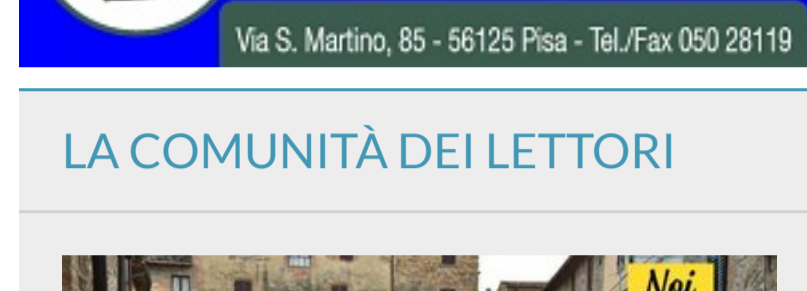 Via S. Martino, 85 - 56125 Pisa - Tel./Fax 050 28119
LA COMUNITÀ DEI LETTORI
Noi